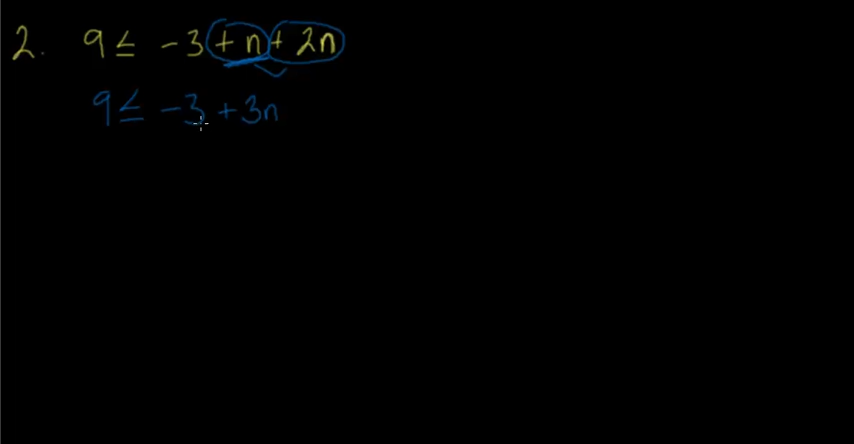 2. 9 ≤ -3 + n + 2n
9 ≤ -3 + 3n